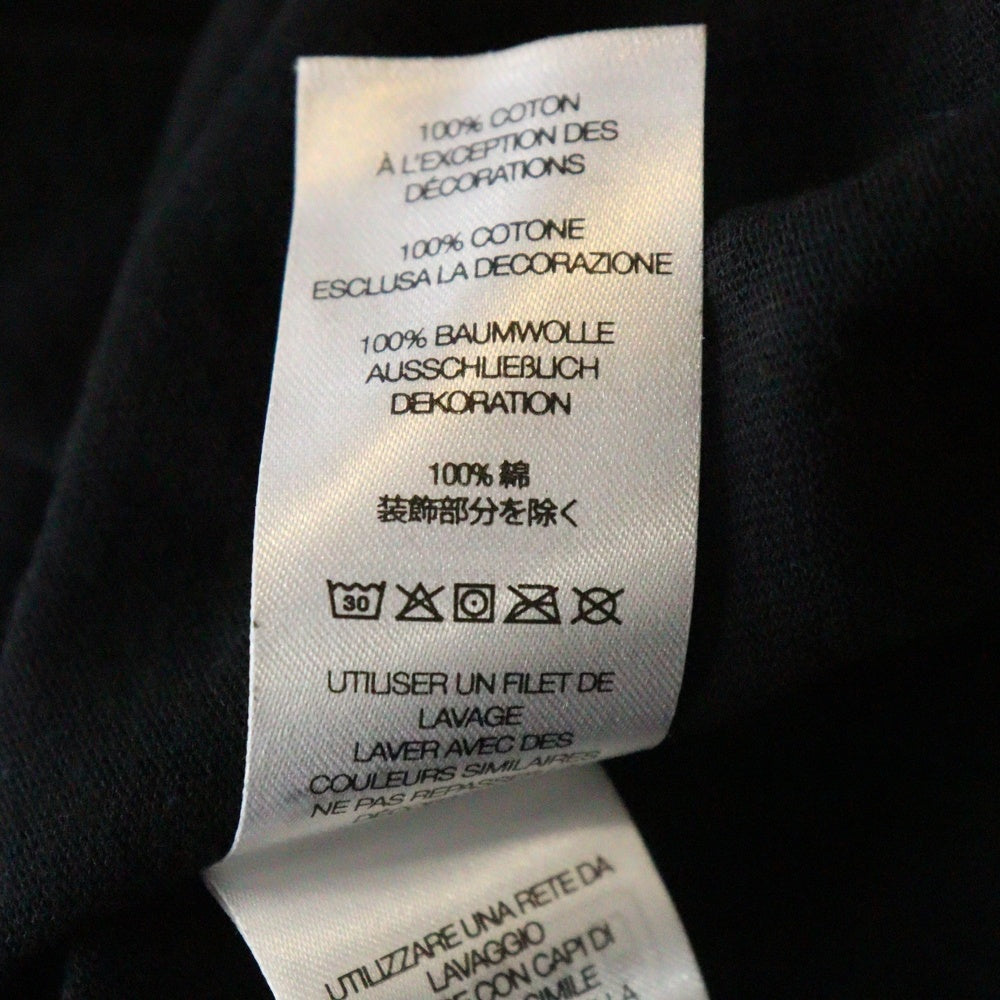 100% COTON
À L'EXCEPTION DES
DÉCORATIONS
100% COTONE
ESCLUSA LA DECORAZIONE
100% BAUMWOLLE
AUSSCHLIEßLICH
DEKORATION
100% 綿
装飾部分を除く
30
UTILISER UN FILET DE
LAVAGE
LAVER AVEC DES
COULEURS SIMILAIRES
NE PAS
UTILIZZARE UNA RETE DA
LAVAGGIO
CON CAPI DI